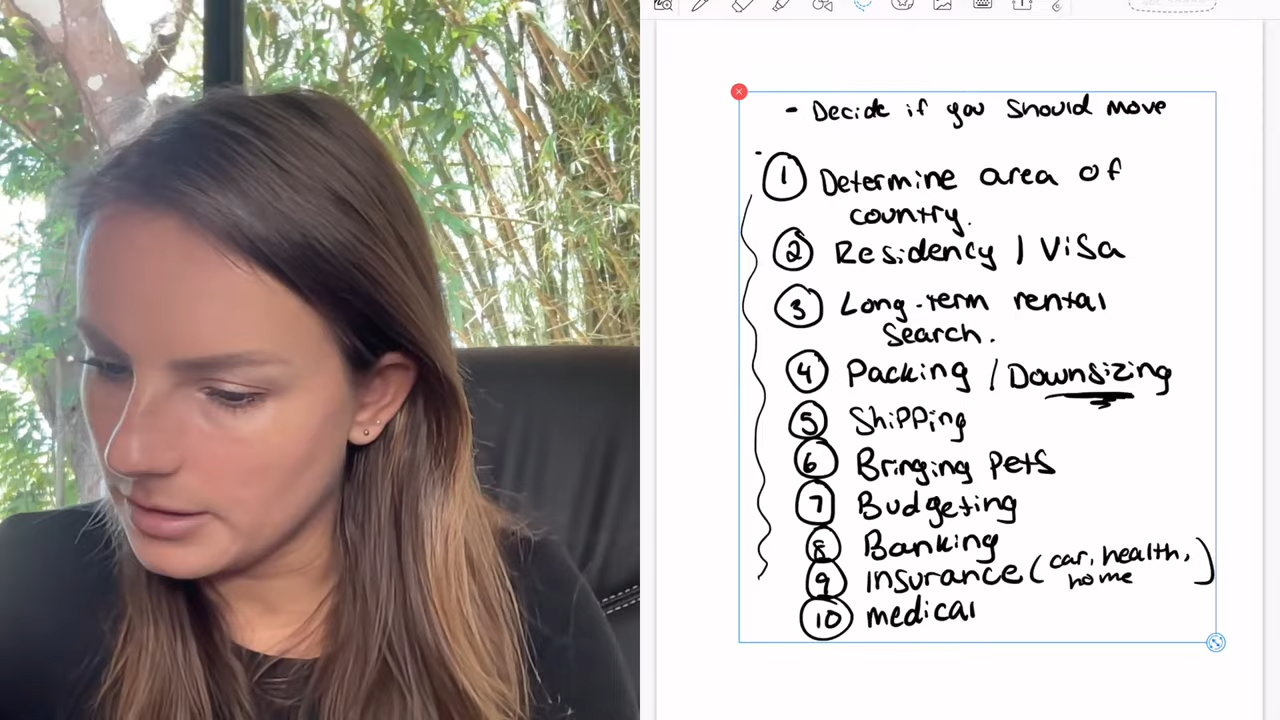 - Decide if you should move
1 Determine area of
country.
2 Residency / Visa
3 Long-term rental
search.
4 Packing / Downsizing
5 Shipping
6 Bringing Pets
7 Budgeting
8 Banking
9 Insurance (car, health,
home)
10 medical